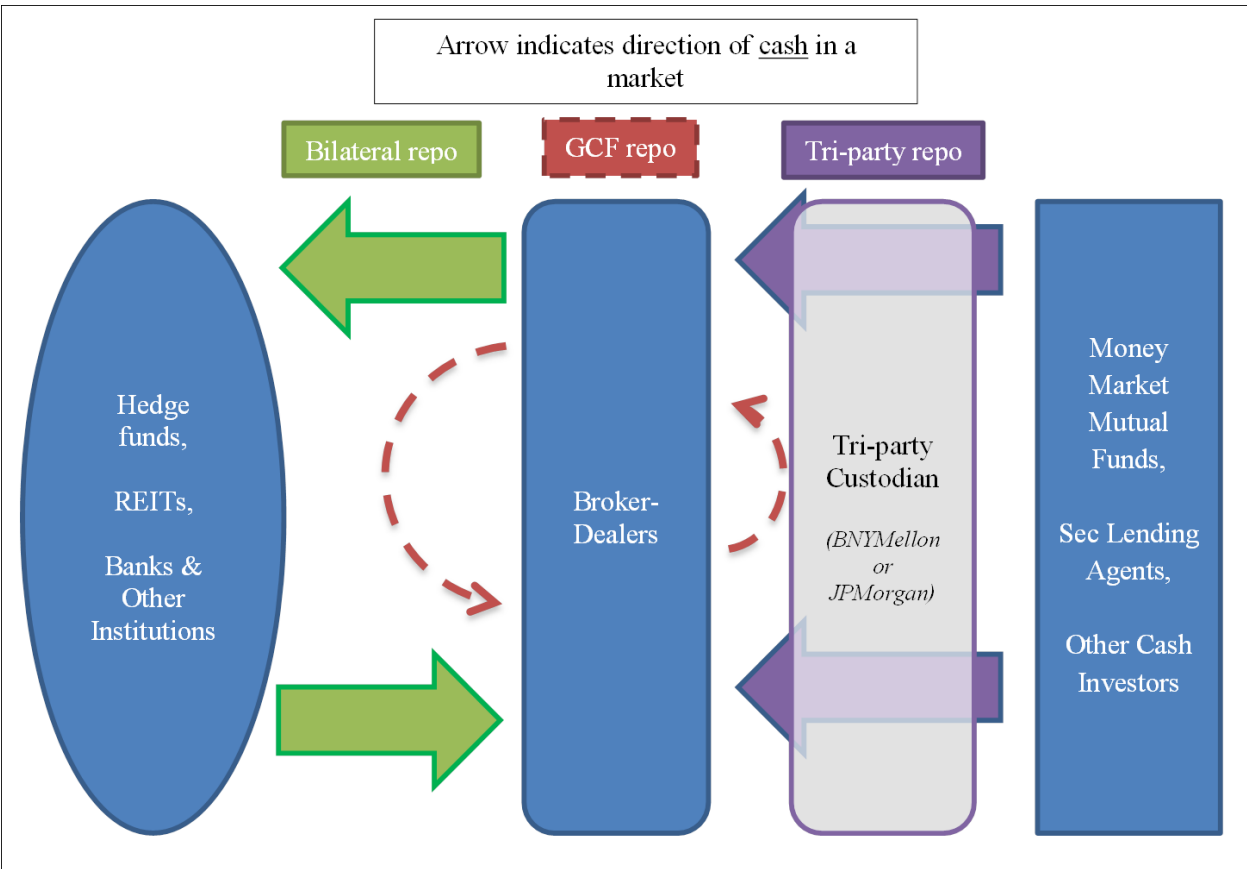 Arrow indicates direction of cash in a
market
Bilateral repo
GCF repo
Tri-party repo
Hedge
funds,
REITs,
Banks &
Other
Institutions
Broker-
Dealers
Tri-party
Custodian
(BNYMellon
or
JPMorgan)
Money
Market
Mutual
Funds,
Sec Lending
Agents,
Other Cash
Investors